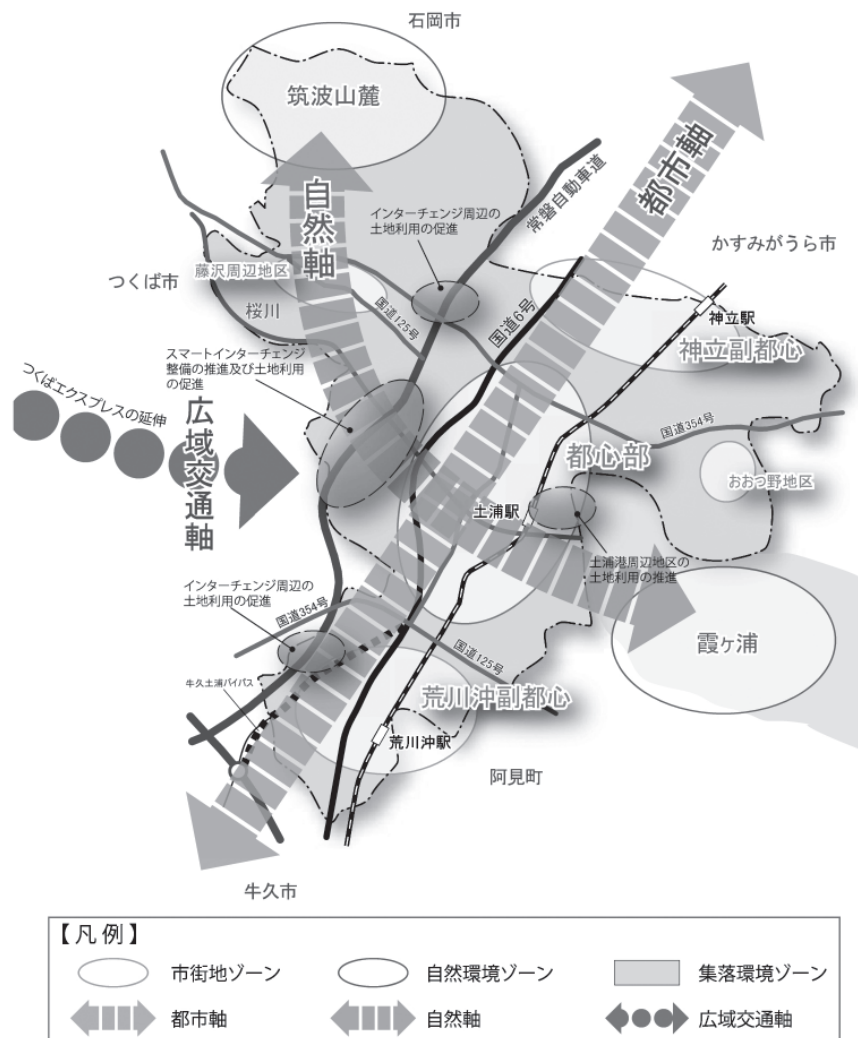 石岡市
筑波山麓
都市軸
自然軸
インターチェンジ周辺の
土地利用の促進
常磐自動車道
かすみがうら市
つくば市
藤沢周辺地区
桜川
国道125号
国道6号
神立駅
神立副都心
スマートインターチェンジ
整備の推進及び土地利用
の促進
つくばエクスプレスの延伸
広域交通軸
国道354号
都心部
おおつ野地区
土浦駅
土浦港周辺地区の
土地利用の推進
インターチェンジ周辺の
土地利用の促進
国道354号
霞ヶ浦
国道125号
牛久土浦バイパス
荒川沖副都心
荒川沖駅
阿見町
牛久市
【凡例】
市街地ゾーン
自然環境ゾーン
集落環境ゾーン
都市軸
自然軸
広域交通軸